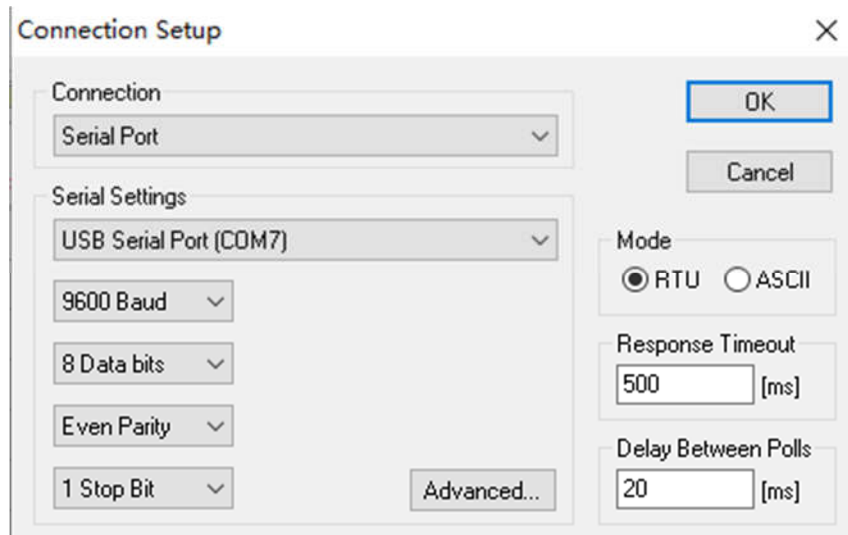 Connection Setup
Connection
Serial Port
OK
Cancel
Serial Settings
USB Serial Port (COM7)
9600 Baud
8 Data bits
Even Parity
1 Stop Bit
Advanced...
Mode
RTU ASCII
Response Timeout
500 [ms]
Delay Between Polls
20 [ms]